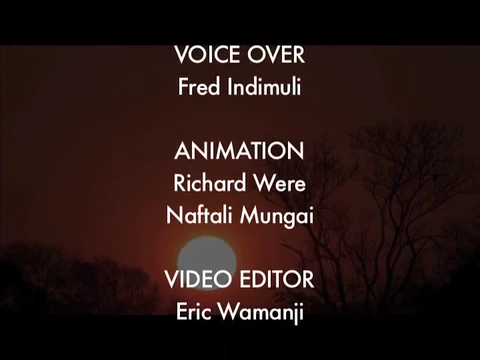 VOICE OVER
Fred Indimuli
ANIMATION
Richard Were
Naftali Mungai
VIDEO EDITOR
Eric Wamanji